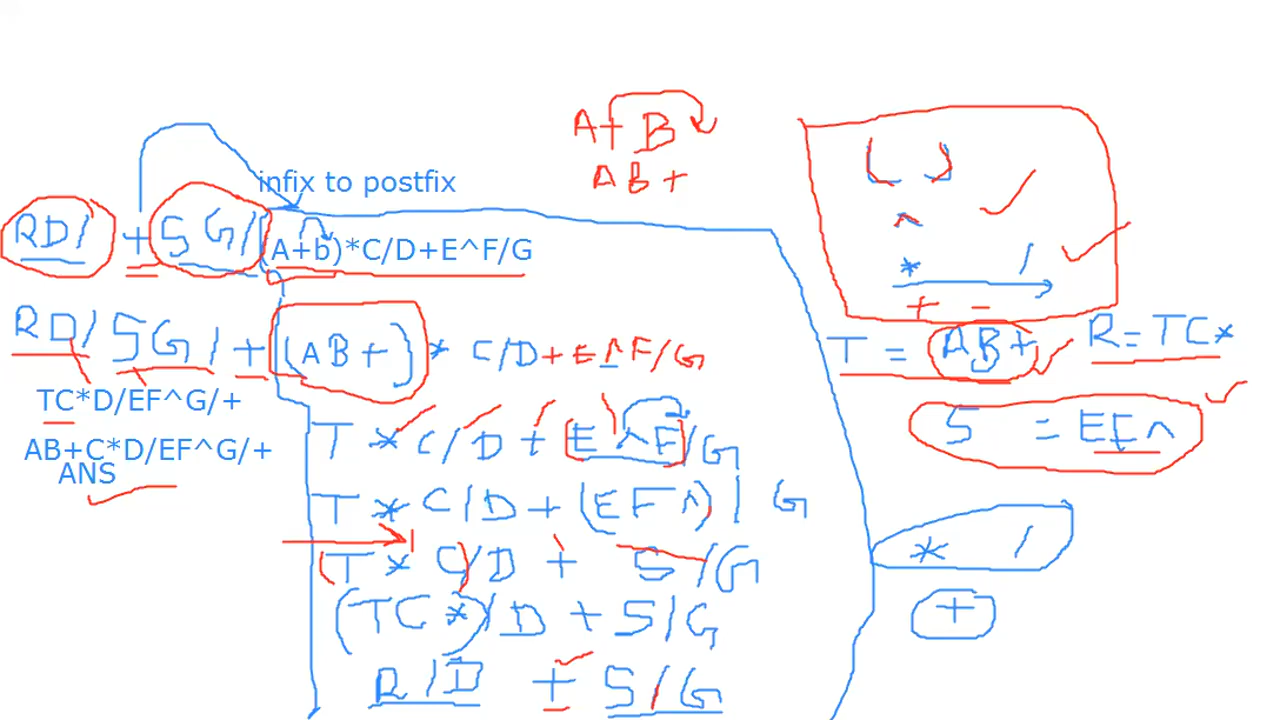 A+B
AB+
( )
^
* /
+ -
infix to postfix
RD/ + SG/
(A+b)*C/D+E^F/G
RD/ SG/ + (AB+) * C/D+E^F/G
T = AB+
R=TC*
TC*D/EF^G/+
S = EF^
AB+C*D/EF^G/+
ANS
T * C/D + E^F/G
T * C/D + (EF^)/G
(T * C)/D + S/G
* /
(TC*)/D + S/G
+
R/D + S/G